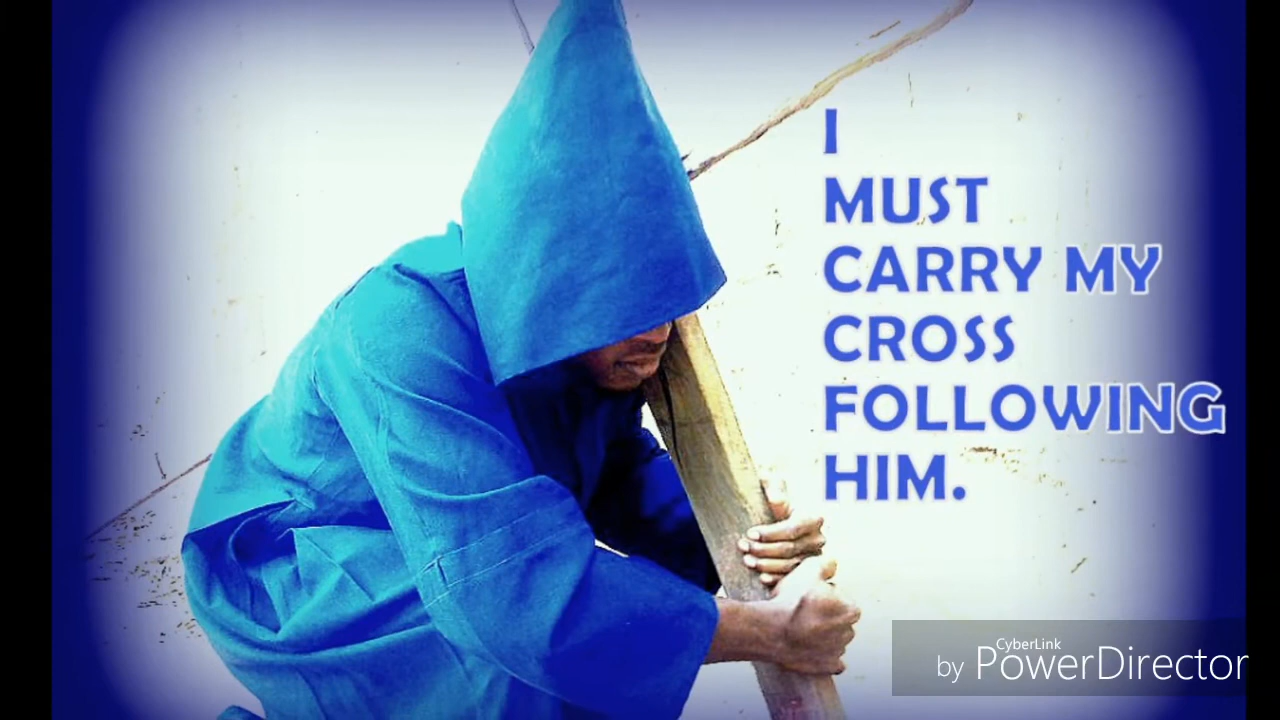 I
MUST
CARRY MY
CROSS
FOLLOWING
HIM.
CyberLink
by PowerDirector